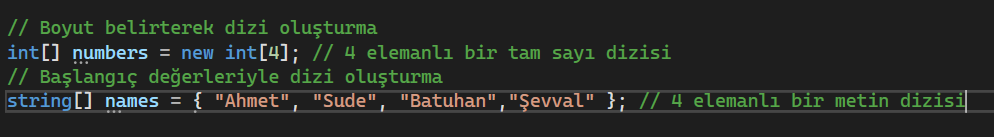 // Boyut belirterek dizi oluşturma
int[] numbers = new int[4]; // 4 elemanlı bir tam sayı dizisi
// Başlangıç değerleriyle dizi oluşturma
string[] names = { "Ahmet", "Sude", "Batuhan","Şevval" }; // 4 elemanlı bir metin dizisi